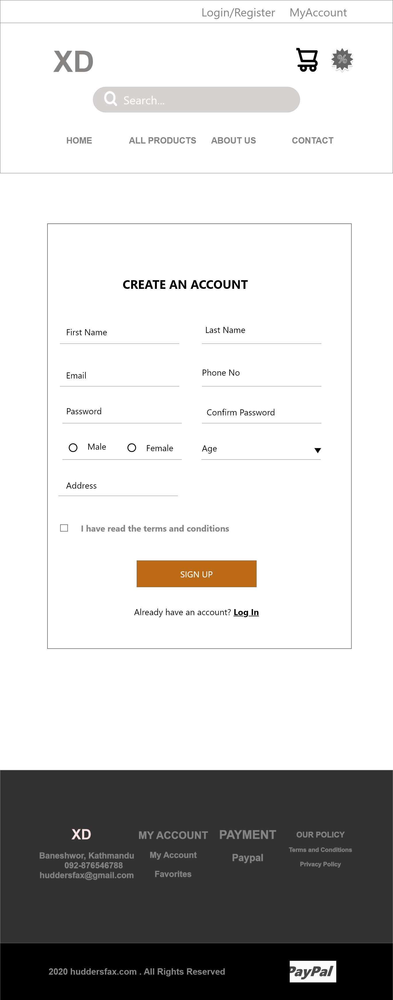 Login/Register MyAccount
XD
%
Search...
HOME ALL PRODUCTS ABOUT US CONTACT
CREATE AN ACCOUNT
First Name Last Name
Email Phone No
Password Confirm Password
Male Female Age
Address
I have read the terms and conditions
SIGN UP
Already have an account? Log In
XD
Baneshwor, Kathmandu
092-876546788
huddersfax@gmail.com
MY ACCOUNT
My Account
Favorites
PAYMENT
Paypal
OUR POLICY
Terms and Conditions
Privacy Policy
2020 huddersfax.com . All Rights Reserved
PayPal